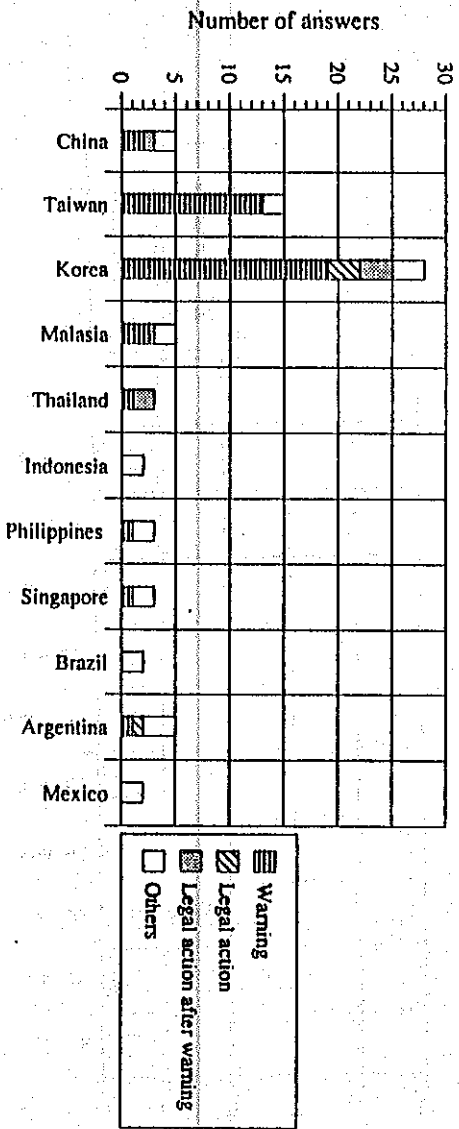 Number of answers
0
5
10
15
20
25
30
China
Taiwan
Korea
Malasia
Thailand
Indonesia
Philippines
Singapore
Brazil
Argentina
Mexico
Warning
Legal action
Legal action after warning
Others